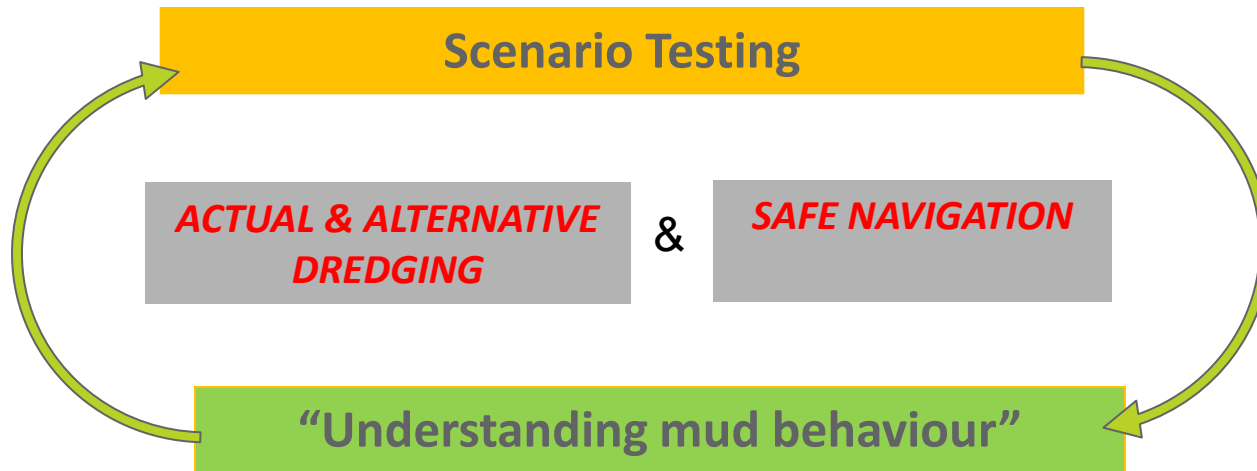 Scenario Testing
ACTUAL & ALTERNATIVE
DREDGING
&
SAFE NAVIGATION
“Understanding mud behaviour”